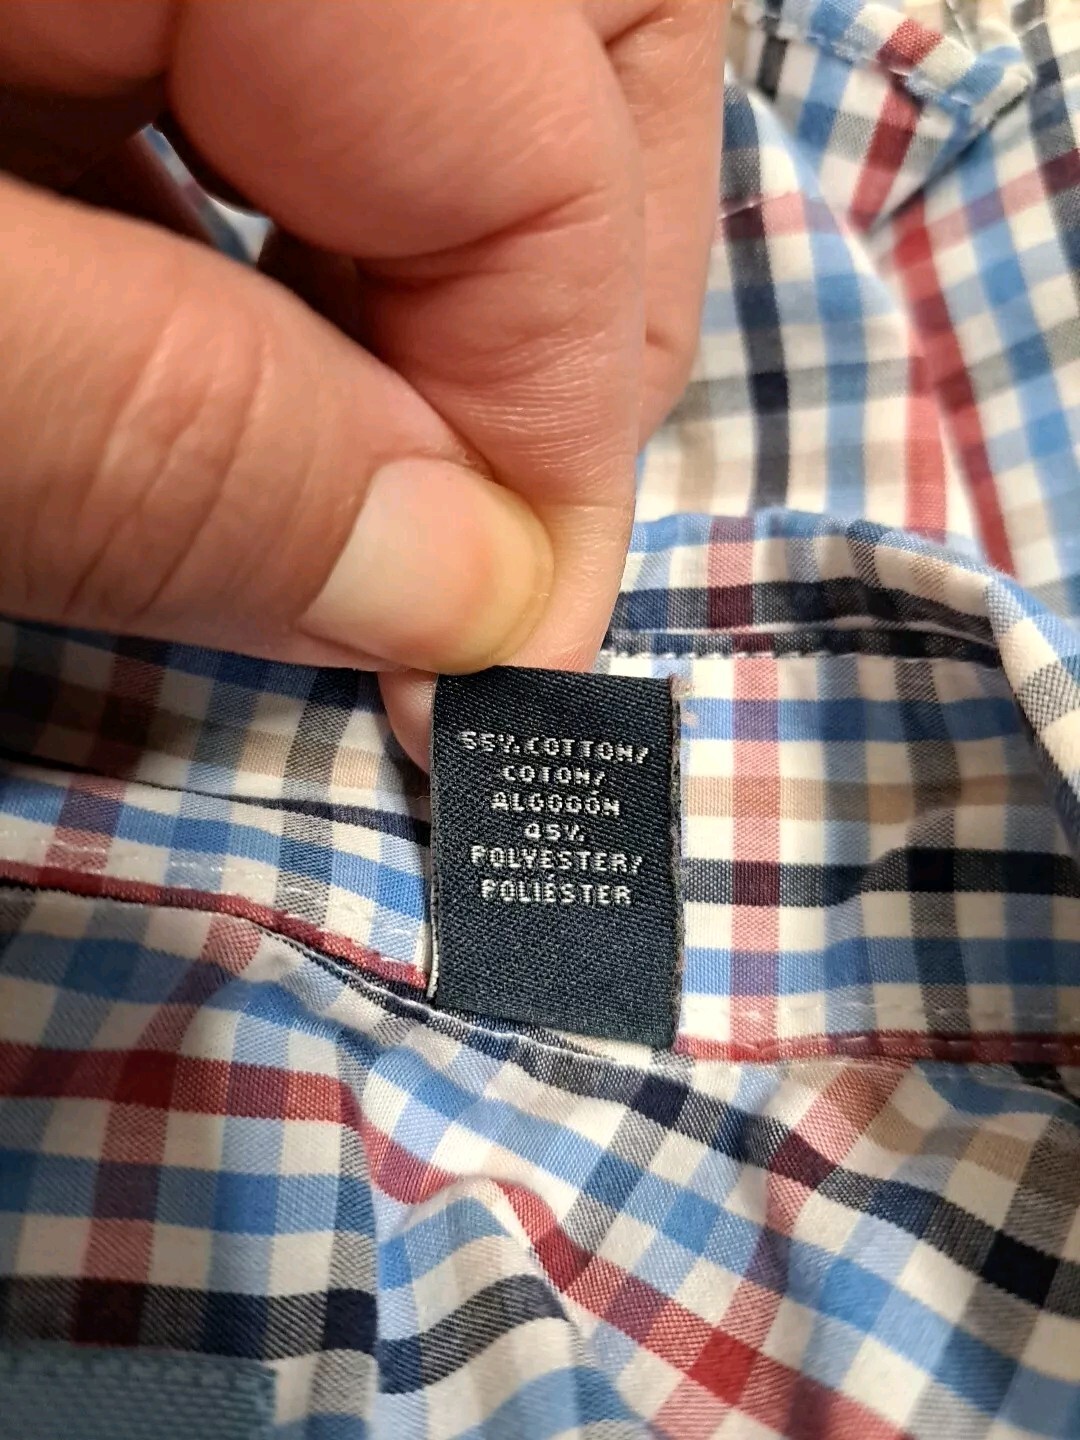 55% COTTON/
COTON/
ALGODÓN
45%
POLYESTER/
POLIÉSTER